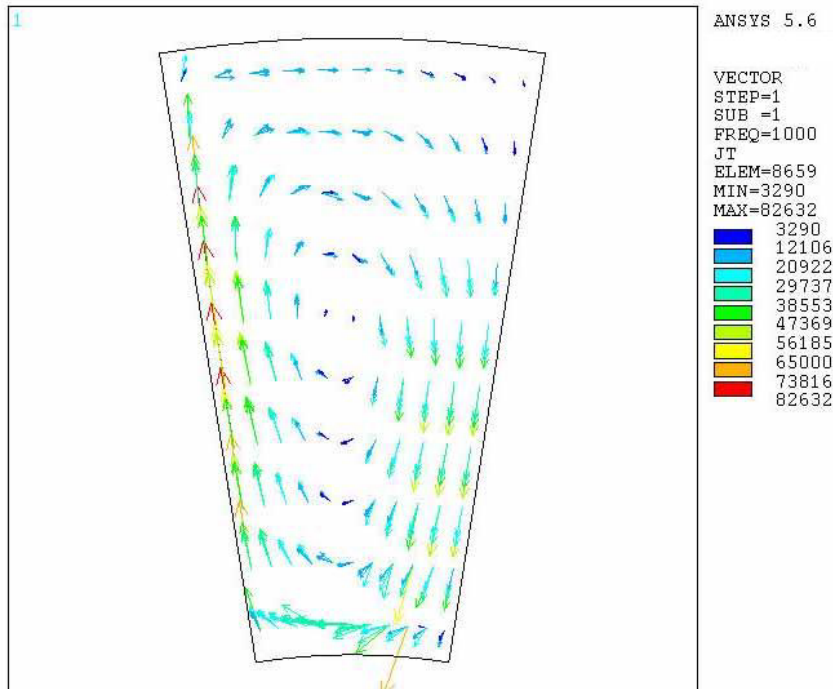 1
ANSYS 5.6
VECTOR
STEP=1
SUB =1
FREQ=1000
JT
ELEM=8659
MIN=3290
MAX=82632
3290
12106
20922
29737
38553
47369
56185
65000
73816
82632